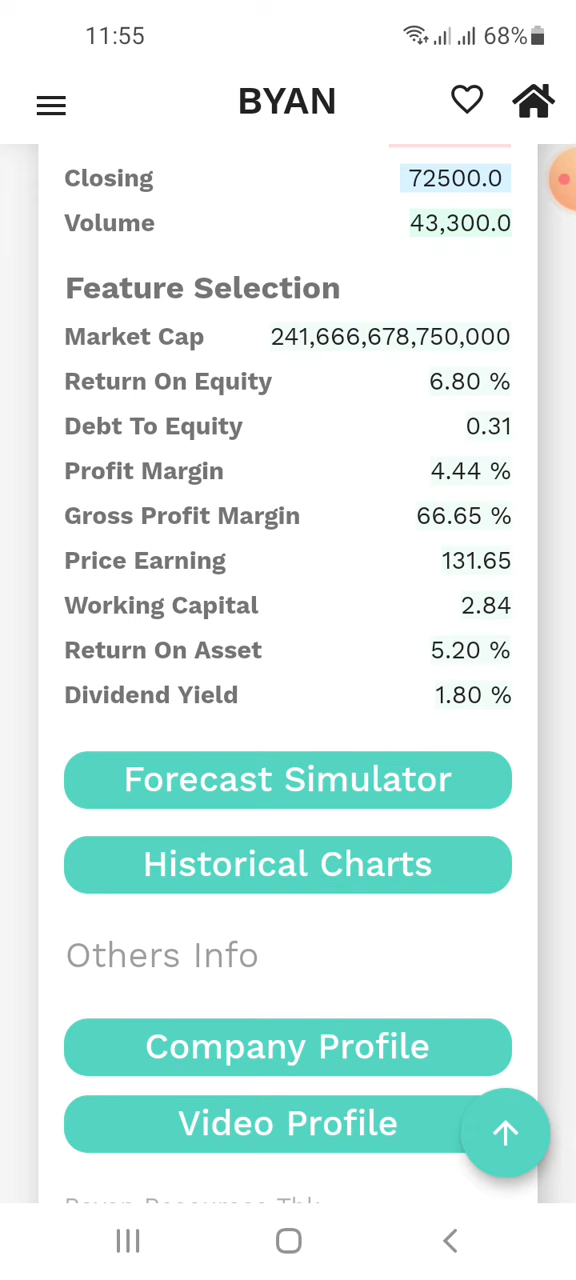 11:55 68%
BYAN
Closing 72500.0
Volume 43,300.0
Feature Selection
Market Cap 241,666,678,750,000
Return On Equity 6.80 %
Debt To Equity 0.31
Profit Margin 4.44 %
Gross Profit Margin 66.65 %
Price Earning 131.65
Working Capital 2.84
Return On Asset 5.20 %
Dividend Yield 1.80 %
Forecast Simulator
Historical Charts
Others Info
Company Profile
Video Profile